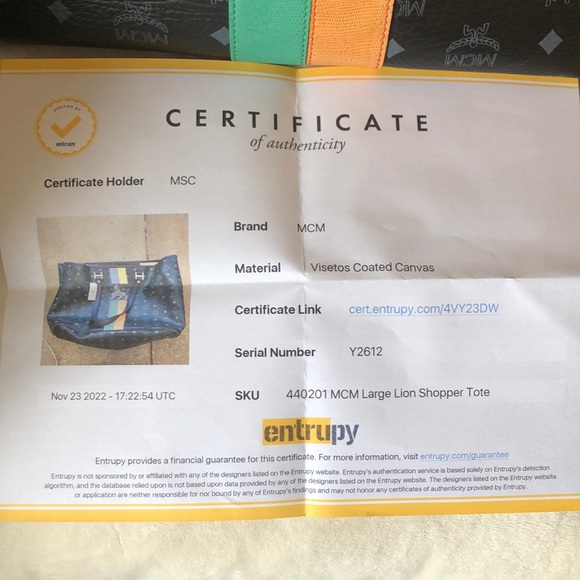 MCM
MCM
MCM
VERIFIED BY
entrupy
CERTIFICATE
of authenticity
Certificate Holder MSC
Brand MCM
Material Visetos Coated Canvas
Certificate Link cert.entrupy.com/4VY23DW
Serial Number Y2612
Nov 23 2022 - 17:22:54 UTC
SKU 440201 MCM Large Lion Shopper Tote
entrupy
Entrupy provides a financial guarantee for this certificate. For more information, visit entrupy.com/guarantee
Entrupy is not sponsored by or affiliated with any of the designers listed on the Entrupy website. Entrupy's authentication service is based solely on Entrupy's detection
algorithm, and the database relied upon is not based upon data provided by any of the designers listed on the Entrupy website. The designers listed on the Entrupy website
or application are neither responsible for nor bound by any of Entrupy's findings and may not honor any certificates of authenticity provided by Entrupy.